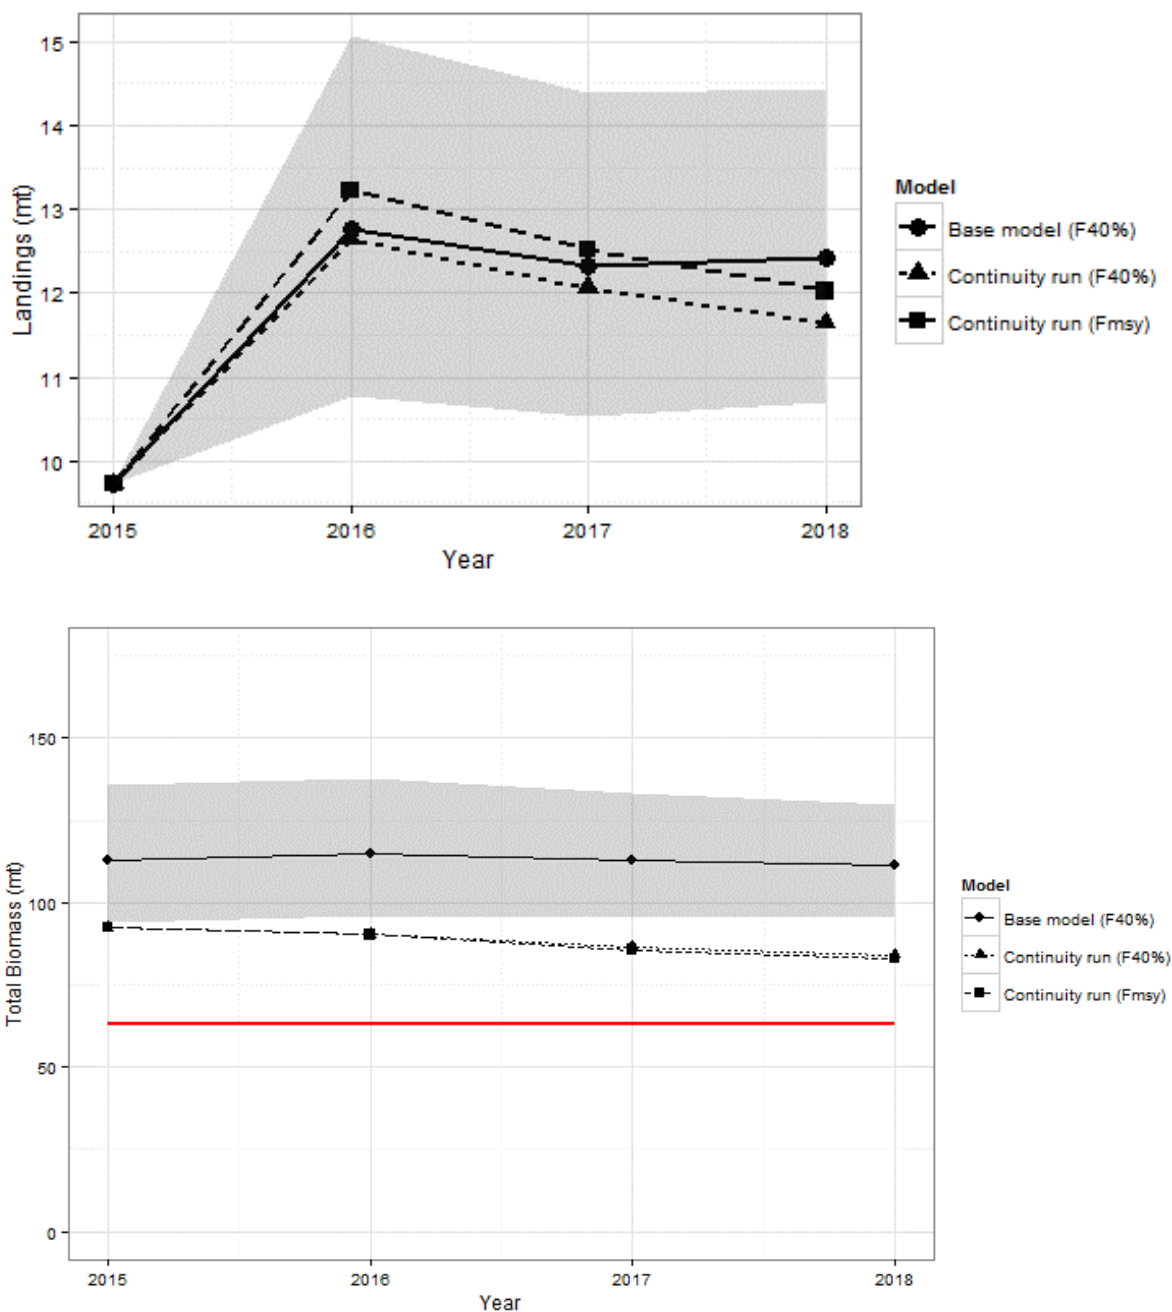 15
14
13
12
11
10
Landings (mt)
2015
2016
2017
2018
Year
Model
Base model (F40%)
Continuity run (F40%)
Continuity run (Fmsy)
150
100
50
0
Total Biomass (mt)
2015
2016
2017
2018
Year
Model
Base model (F40%)
Continuity run (F40%)
Continuity run (Fmsy)